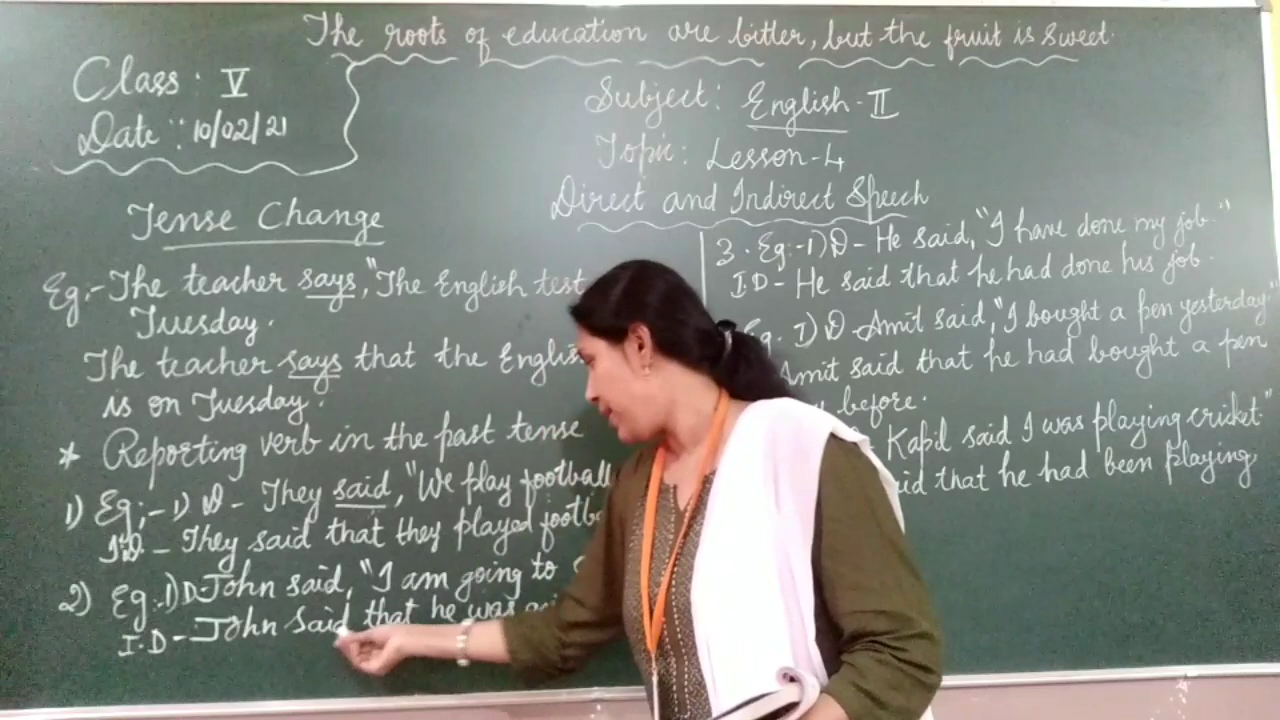 The roots of education are bitter, but the fruit is sweet.
Class : V
Date :: 10/02/21
Subject: English-II
Topic: Lesson-4
Direct and Indirect Speech
Tense Change
Eg:- The teacher says, "The English test
Tuesday.
The teacher says that the
is on Tuesday.
* Reporting verb in the past tense
1) Eg:- 1) D - They said, "We play football
I.D. - They said that they played
2) Eg:-1) D-John said, "I am going to
I.D - John said that he was
3. Eg:-1) D - He said, "I have done my job."
I.D - He said that he had done his job.
Eg. I) D Amit said, "I bought a pen yesterday."
Amit said that he had bought a pen
before.
Kapil said I was playing cricket."
that he had been playing